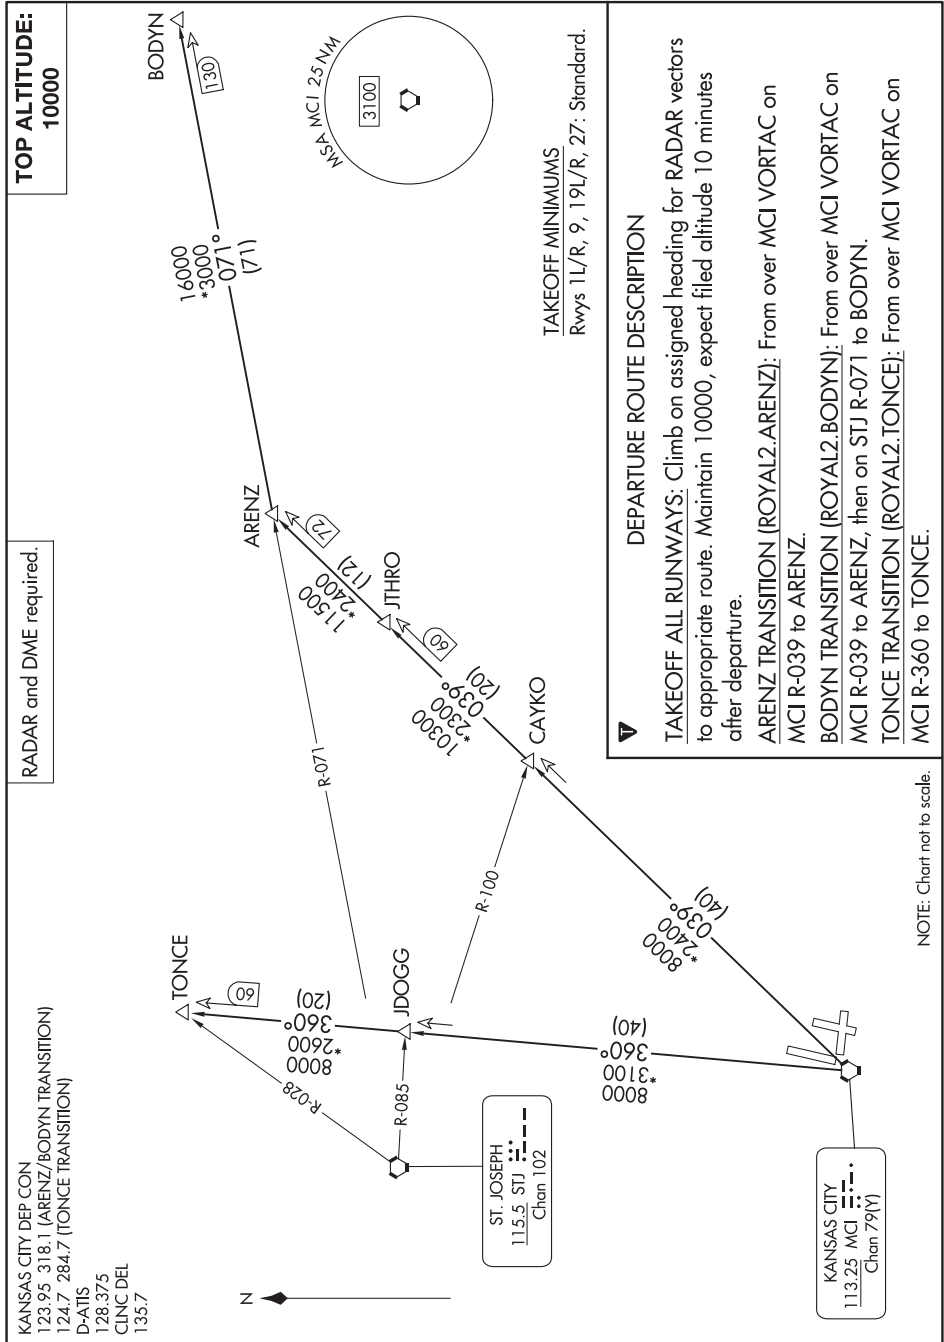 KANSAS CITY DEP CON
123.95 318.1 (ARENZ/BODYN TRANSITION)
124.7 284.7 (TONCE TRANSITION)
D-ATIS
128.375
CLNC DEL
135.7
RADAR and DME required.
TOP ALTITUDE:
10000
BODYN
130
16000
*3000
071°
(71)
MSA MCI 25 NM
3100
ARENZ
72
11500
*2400
(12)
JTHRO
60
10300
*2300
039°
(20)
CAYKO
R-071
R-100
TONCE
60
8000
*2600
360°
(20)
JDOGG
R-028
R-085
8000
*3100
360°
(40)
8000
*2400
039°
(40)
N
ST. JOSEPH
115.5 STJ
Chan 102
KANSAS CITY
113.25 MCI
Chan 79(Y)
TAKEOFF MINIMUMS
Rwys 1L/R, 9, 19L/R, 27: Standard.
NOTE: Chart not to scale.
T
DEPARTURE ROUTE DESCRIPTION
TAKEOFF ALL RUNWAYS: Climb on assigned heading for RADAR vectors
to appropriate route. Maintain 10000, expect filed altitude 10 minutes
after departure.
ARENZ TRANSITION (ROYAL2.ARENZ): From over MCI VORTAC on
MCI R-039 to ARENZ.
BODYN TRANSITION (ROYAL2.BODYN): From over MCI VORTAC on
MCI R-039 to ARENZ, then on STJ R-071 to BODYN.
TONCE TRANSITION (ROYAL2.TONCE): From over MCI VORTAC on
MCI R-360 to TONCE.